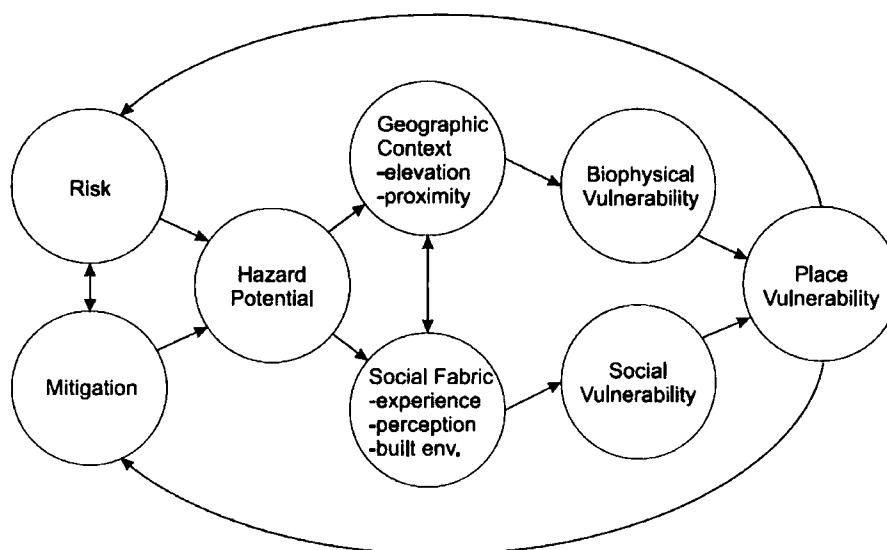 Risk
Mitigation
Hazard
Potential
Geographic
Context
-elevation
-proximity
Social Fabric
-experience
-perception
-built env.
Biophysical
Vulnerability
Social
Vulnerability
Place
Vulnerability